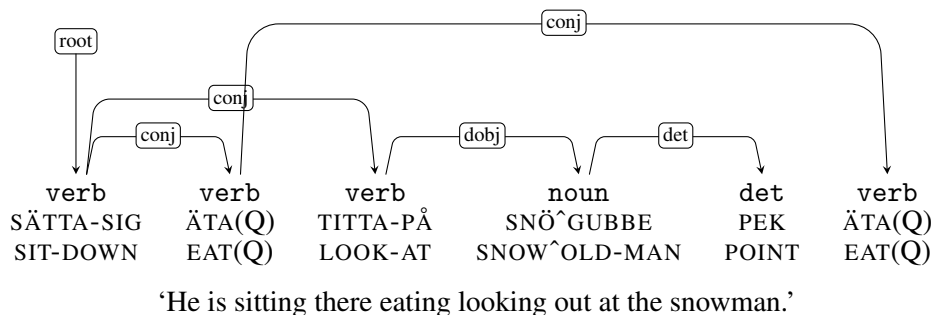 conj
root
conj
conj dobj det
verb verb verb noun det verb
SÄTTA-SIG ÄTA(Q) TITTA-PÅ SNÖ^GUBBE PEK ÄTA(Q)
SIT-DOWN EAT(Q) LOOK-AT SNOW^OLD-MAN POINT EAT(Q)
‘He is sitting there eating looking out at the snowman.’